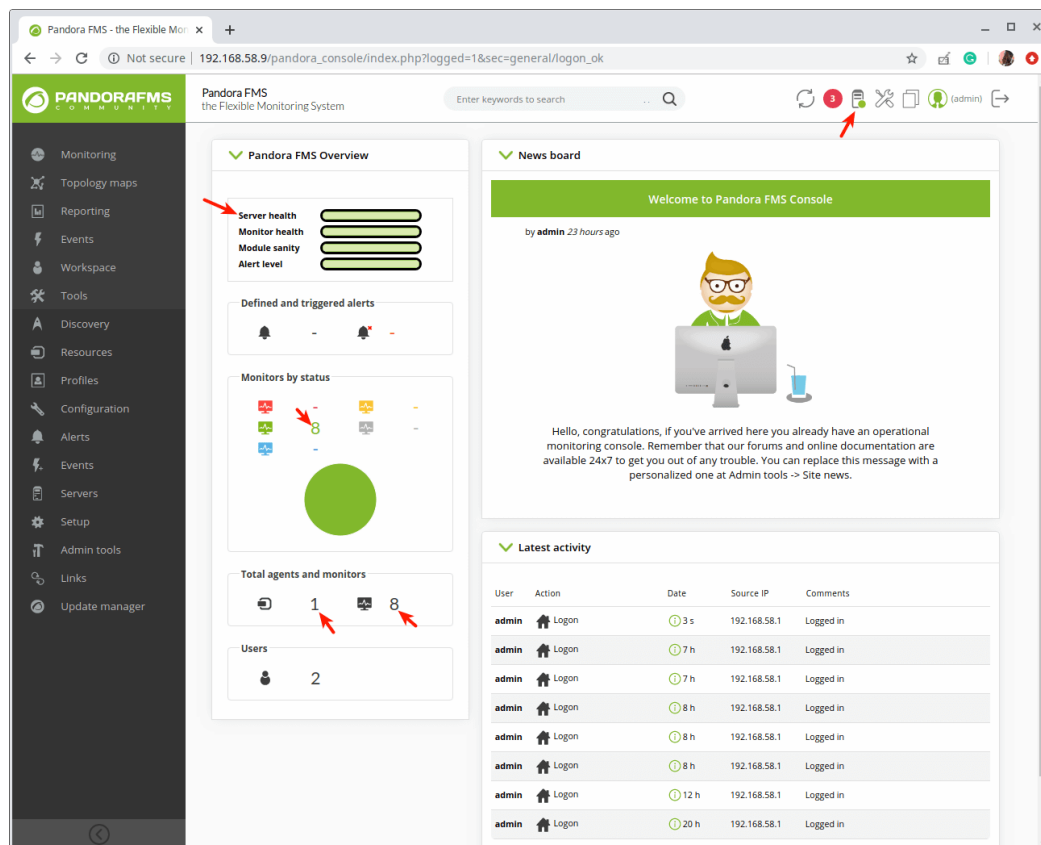 Pandora FMS - the Flexible Mon
Not secure | 192.168.58.9/pandora_console/index.php?logged=1&sec=general/logon_ok
PANDORAFMS
COMMUNITY
Pandora FMS
the Flexible Monitoring System
Enter keywords to search
3
(admin)
Monitoring
Topology maps
Reporting
Events
Workspace
Tools
Discovery
Resources
Profiles
Configuration
Alerts
Events
Servers
Setup
Admin tools
Links
Update manager
Pandora FMS Overview
Server health
Monitor health
Module sanity
Alert level
Defined and triggered alerts
- -
Monitors by status
- -
8 -
-
Total agents and monitors
1 8
Users
2
News board
Welcome to Pandora FMS Console
by admin 23 hours ago
Hello, congratulations, if you've arrived here you already have an operational
monitoring console. Remember that our forums and online documentation are
available 24x7 to get you out of any trouble. You can replace this message with a
personalized one at Admin tools -> Site news.
Latest activity
User Action Date Source IP Comments
admin Logon 3 s 192.168.58.1 Logged in
admin Logon 7 h 192.168.58.1 Logged in
admin Logon 7 h 192.168.58.1 Logged in
admin Logon 8 h 192.168.58.1 Logged in
admin Logon 8 h 192.168.58.1 Logged in
admin Logon 8 h 192.168.58.1 Logged in
admin Logon 12 h 192.168.58.1 Logged in
admin Logon 20 h 192.168.58.1 Logged in